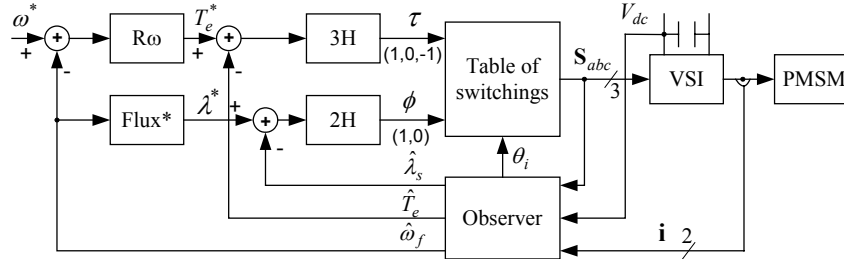 ω* + - Rω T_e* + - 3H τ (1,0,-1) Table of switchings S_abc 3 V_dc VSI PMSM
Flux* λ* + - 2H ϕ (1,0)
θ_i
λ̂_s
T̂_e
ω̂_f
Observer
i 2